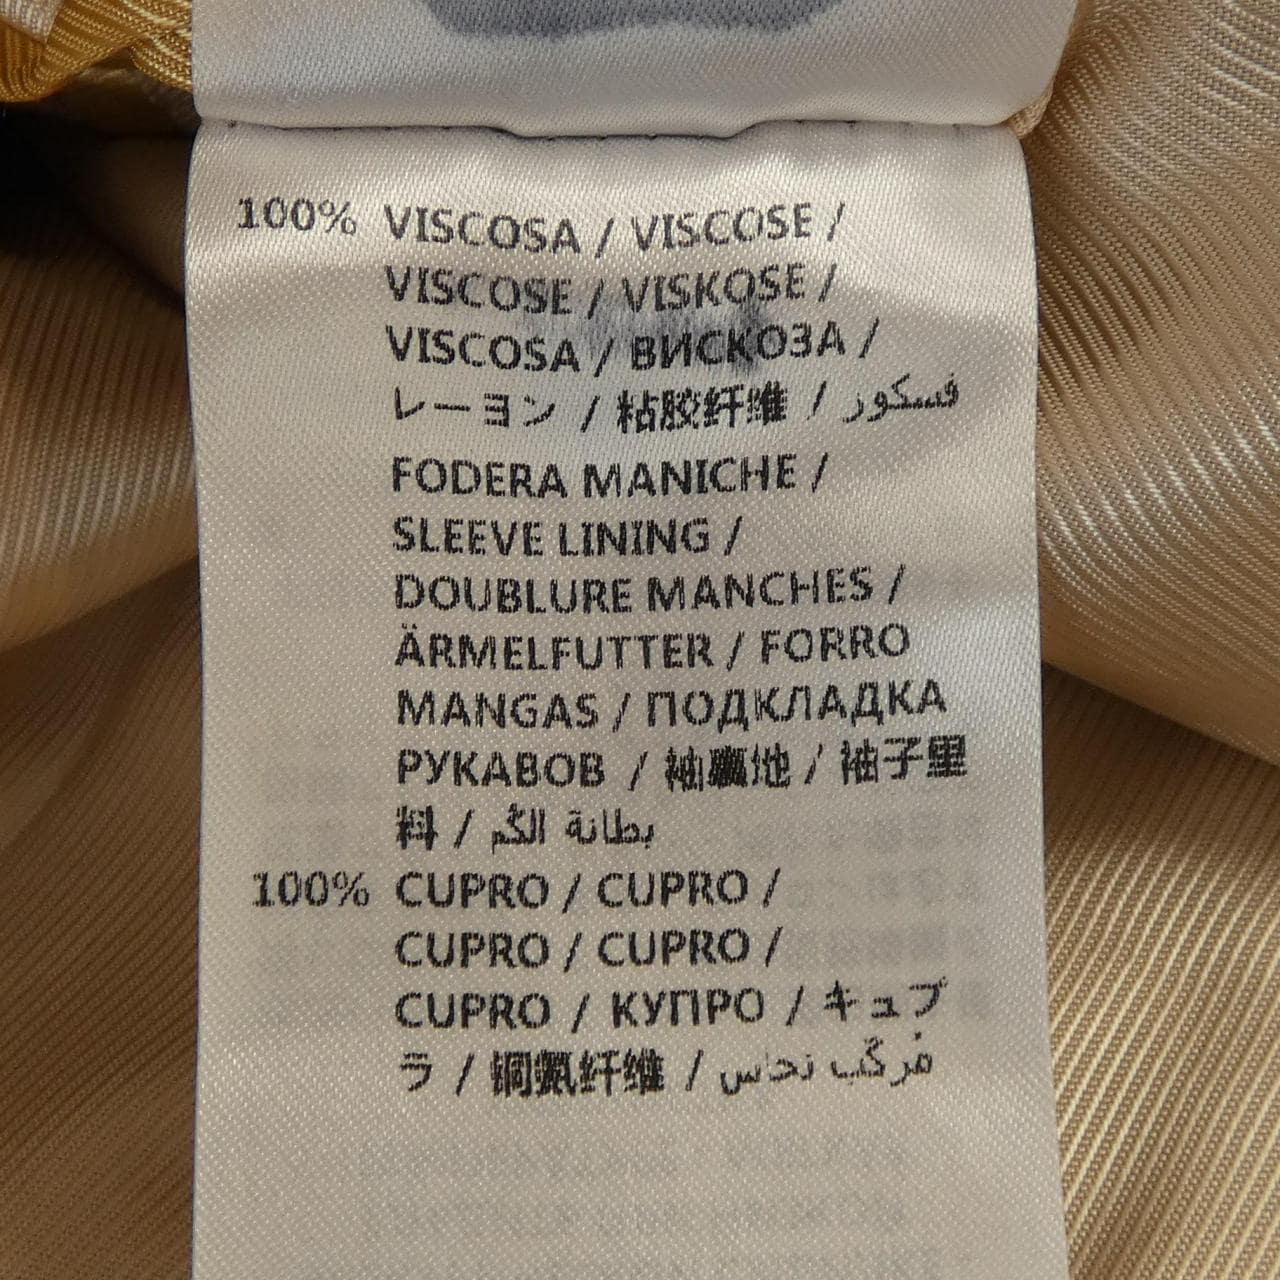 100% VISCOSA / VISCOSE /
VISCOSE / VISKOSE /
VISCOSA / ВИСКОЗА /
レーヨン / 粘胶纤维 / فسكوز
FODERA MANICHE /
SLEEVE LINING /
DOUBLURE MANCHES /
ÄRMELFUTTER / FORRO
MANGAS / ПОДКЛАДКА
РУКАВОВ / 袖裏地 / 袖子里
料 / بطانة الكم
100% CUPRO / CUPRO /
CUPRO / CUPRO /
CUPRO / КУПРО / キュプ
ラ / 铜氨纤维 / مركب نحاس